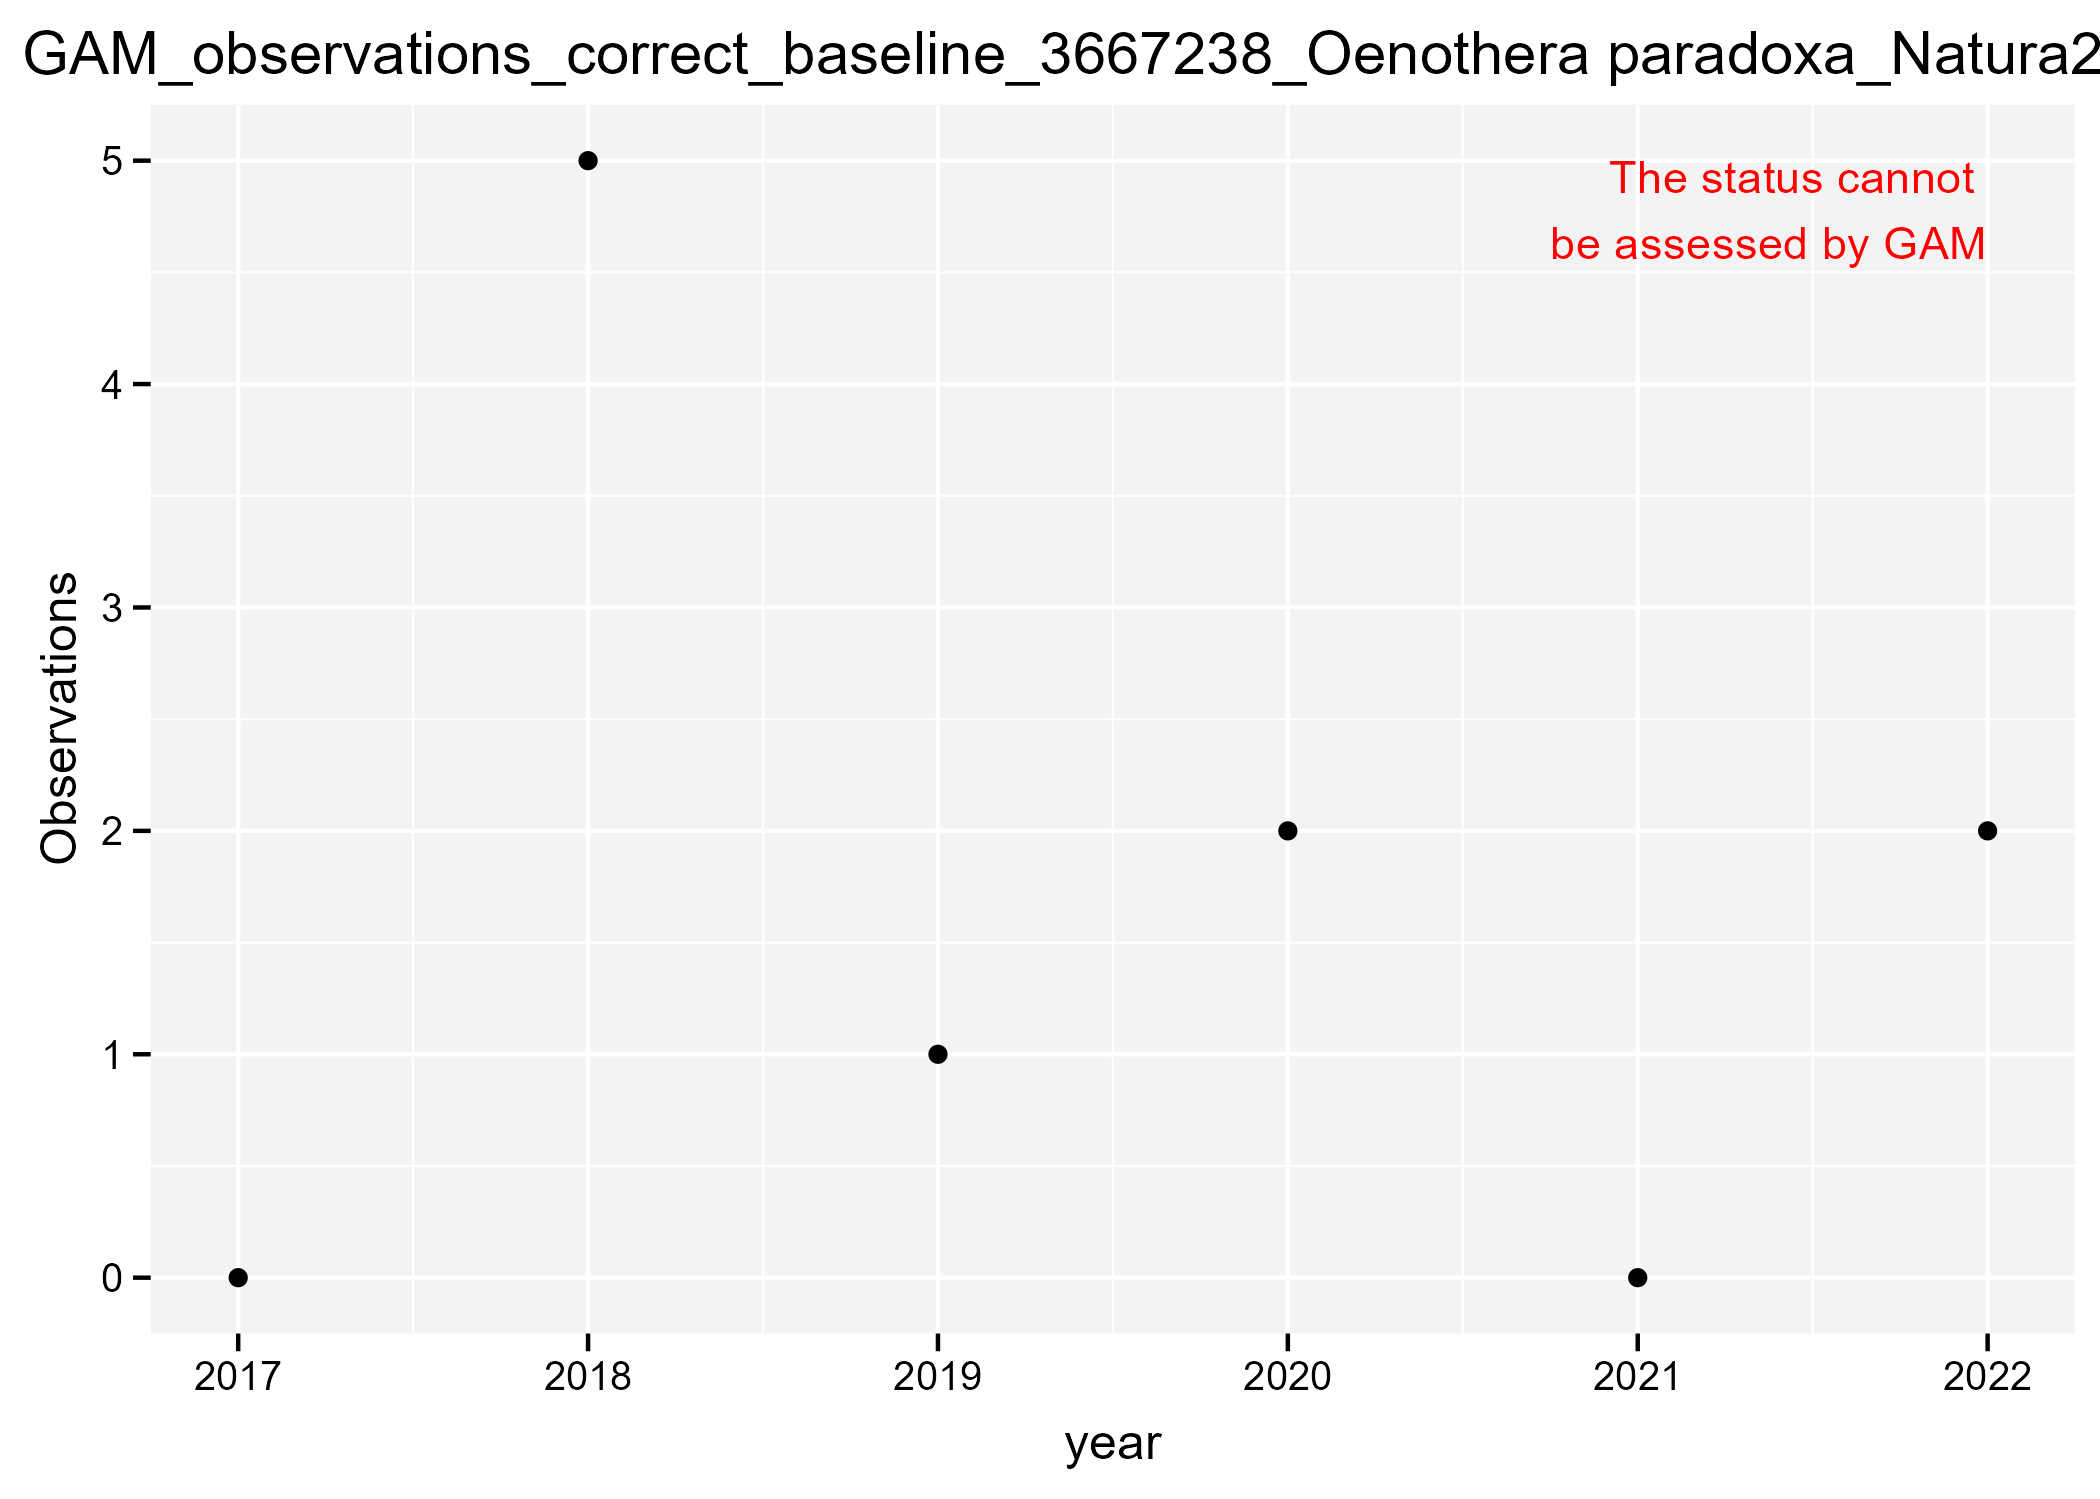 GAM_observations_correct_baseline_3667238_Oenothera paradoxa_Natura2
The status cannot
be assessed by GAM
Observations
5
4
3
2
1
0
2017 2018 2019 2020 2021 2022
year